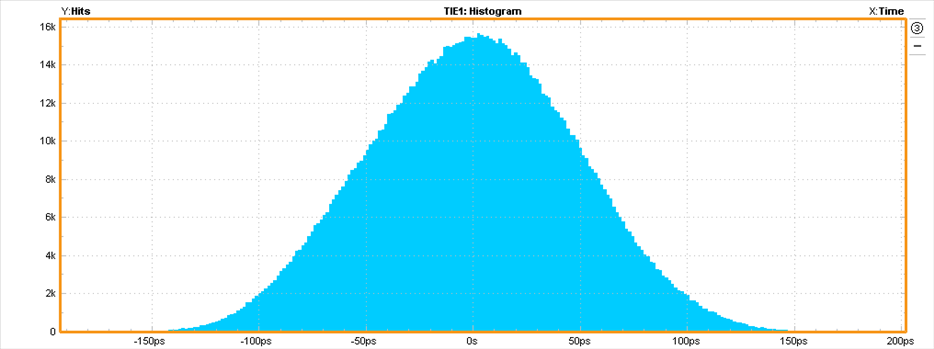 Y:Hits TIE1: Histogram X:Time
3
16k
14k
12k
10k
8k
6k
4k
2k
0
-150ps -100ps -50ps 0s 50ps 100ps 150ps 200ps